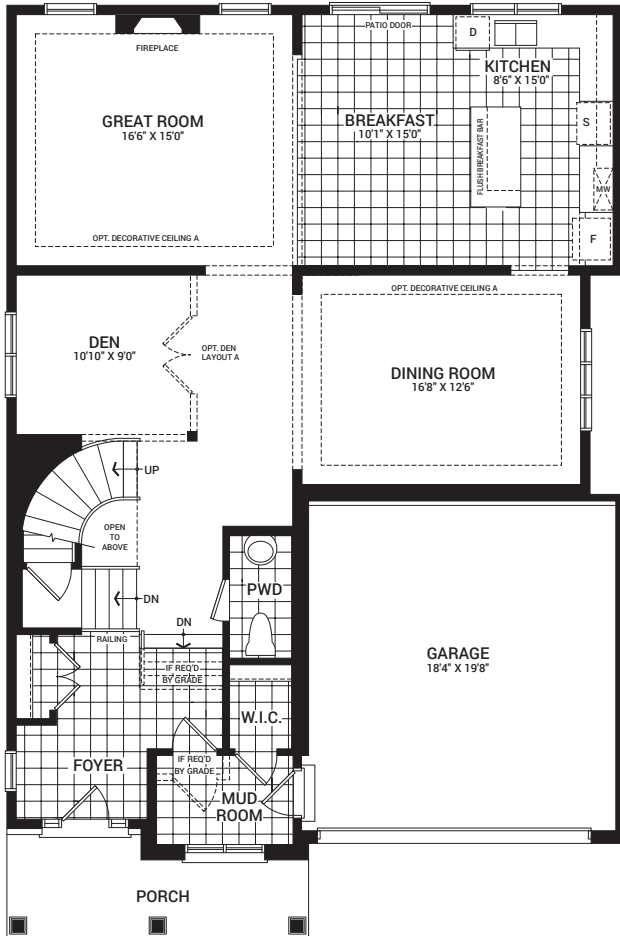 PATIO DOOR
D
FIREPLACE
KITCHEN
8'6" X 15'0"
GREAT ROOM
16'6" X 15'0"
BREAKFAST
10'1" X 15'0"
FLUSH BREAKFAST BAR
S
MW
F
OPT. DECORATIVE CEILING A
OPT. DECORATIVE CEILING A
DEN
10'10" X 9'0"
OPT. DEN
LAYOUT A
DINING ROOM
16'8" X 12'6"
UP
OPEN
TO
ABOVE
DN
PWD
DN
RAILING
IF REQ'D
BY GRADE
GARAGE
18'4" X 19'8"
W.I.C.
FOYER
IF REQ'D
BY GRADE
MUD
ROOM
PORCH